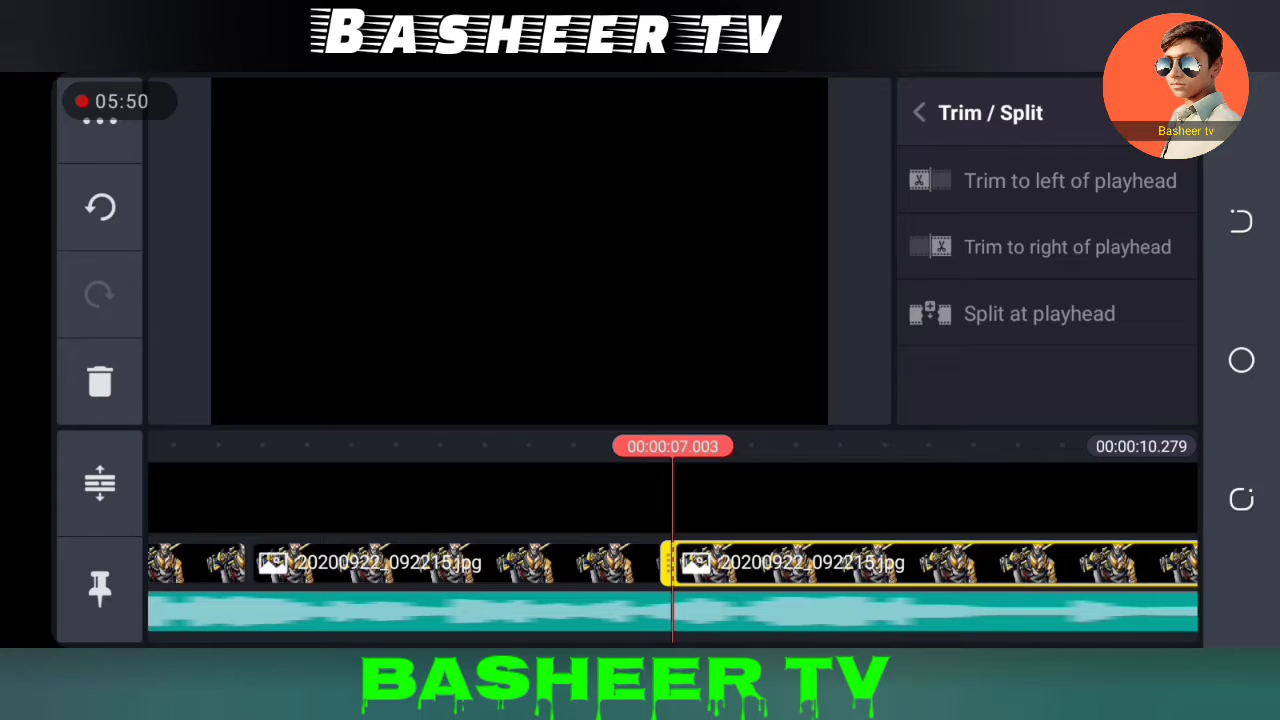 BASHEER TV
Basheer tv
05:50
Trim / Split
Trim to left of playhead
Trim to right of playhead
Split at playhead
00:00:07.003
00:00:10.279
20200922_092215.jpg
20200922_092215.jpg
BASHEER TV